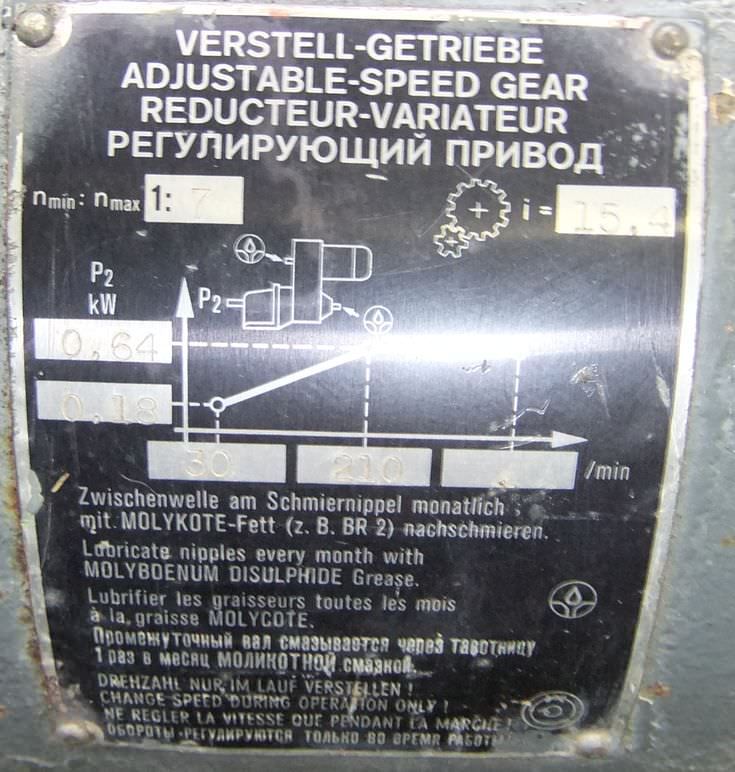 VERSTELL-GETRIEBE
ADJUSTABLE-SPEED GEAR
REDUCTEUR-VARIATEUR
РЕГУЛИРУЮЩИЙ ПРИВОД
nmin: nmax 1: 7 i = 15,4
P2
kW
P2
0,64
0,18
30 210 /min
Zwischenwelle am Schmiernippel monatlich
mit MOLYKOTE-Fett (z. B. BR 2) nachschmieren.
Lubricate nipples every month with
MOLYBOENUM DISULPHIDE Grease.
Lubrifier les graisseurs toutes les mois
à la graisse MOLYCOTE.
Промежуточный вал смазывается через тавотницу
1 раз в месяц МОЛИКОТНОЙ смазкой.
DREHZAHL NUR IM LAUF VERSTELLEN !
CHANGE SPEED DURING OPERATION ONLY !
NE REGLER LA VITESSE QUE PENDANT LA MARCHE !
ОБОРОТЫ РЕГУЛИРУЮТСЯ ТОЛЬКО ВО ВРЕМЯ РАБОТЫ